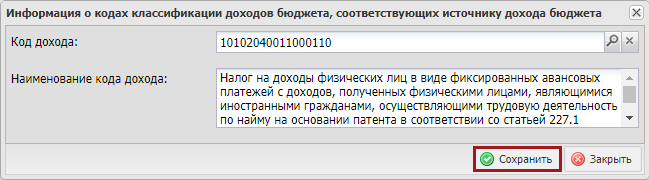 Информация о кодах классификации доходов бюджета, соответствующих источнику дохода бюджета
Код дохода: 10102040011000110
Наименование кода дохода: Налог на доходы физических лиц в виде фиксированных авансовых
платежей с доходов, полученных физическими лицами, являющимися
иностранными гражданами, осуществляющими трудовую деятельность
по найму на основании патента в соответствии со статьей 227.1
Сохранить Закрыть